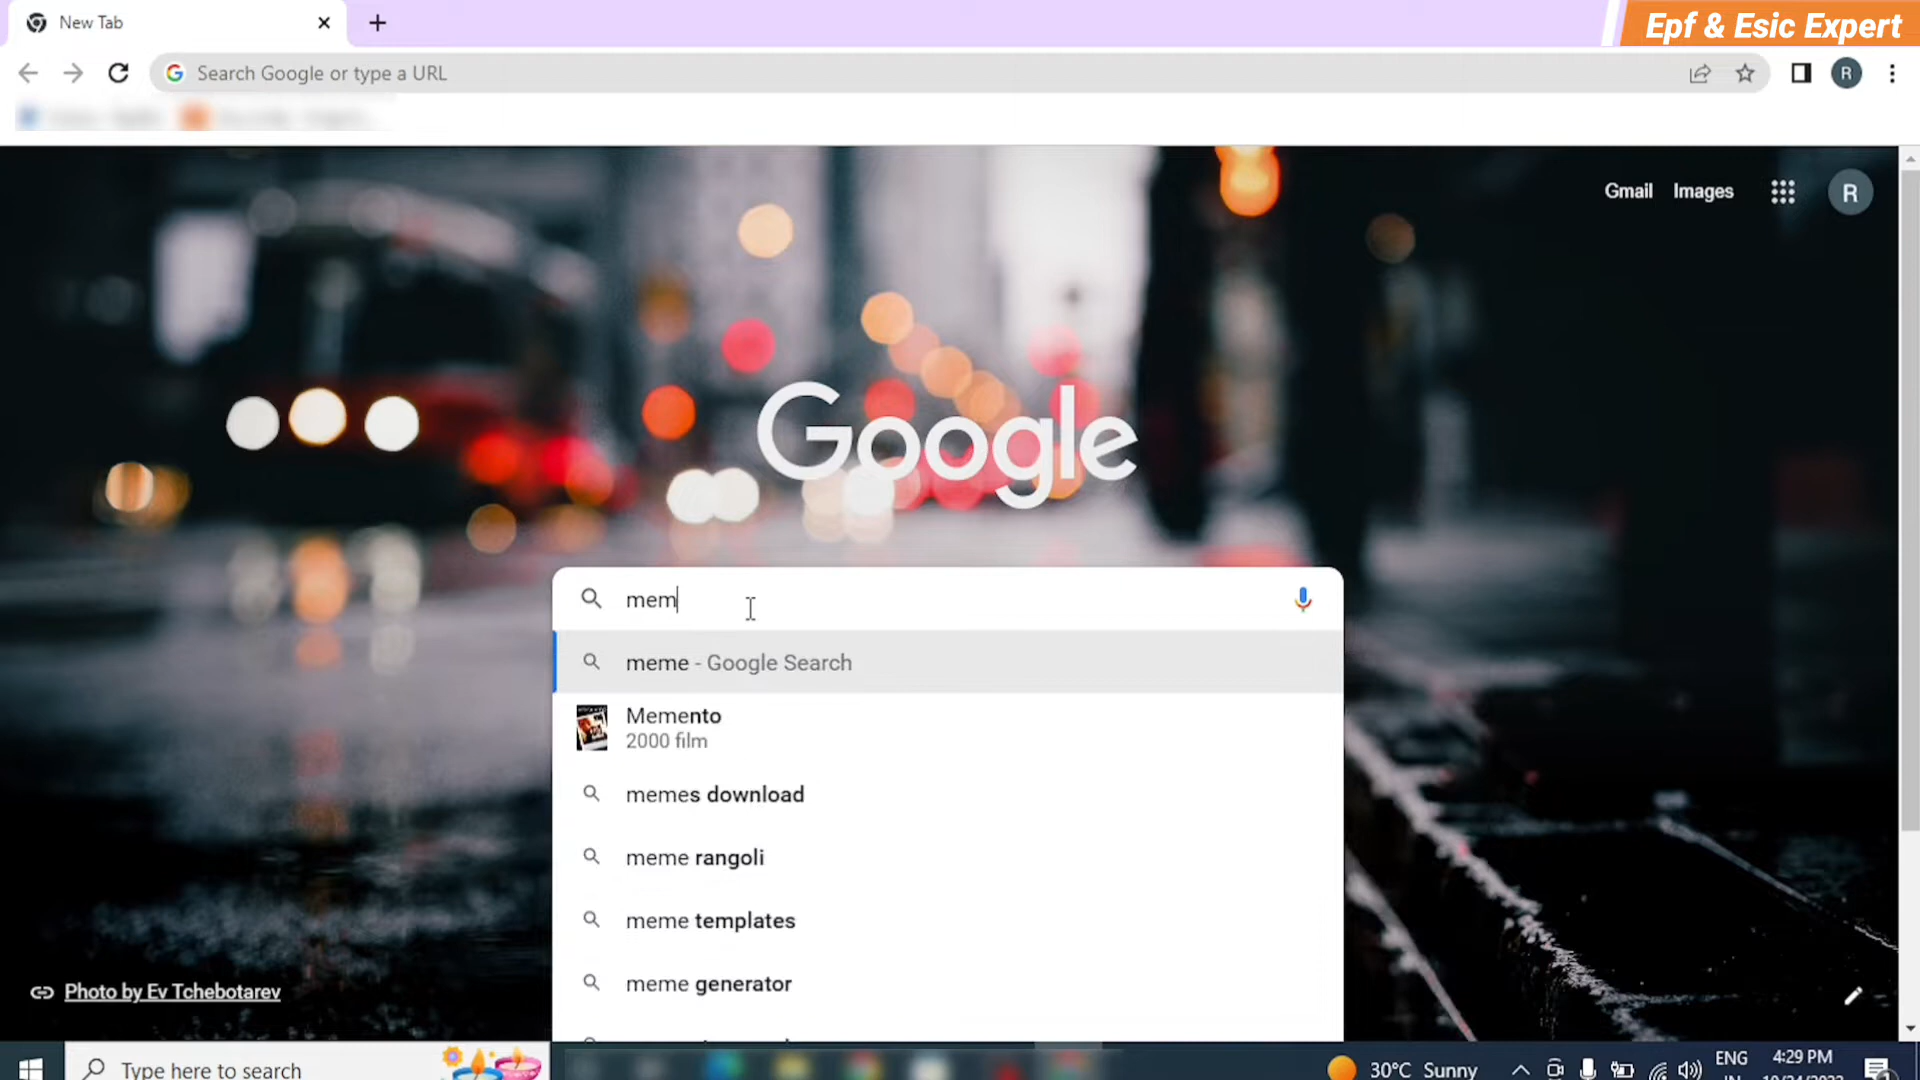 New Tab
Epf & Esic Expert
Search Google or type a URL
Gmail Images
R
R
Google
mem
meme - Google Search
Memento
2000 film
memes download
meme rangoli
meme templates
meme generator
Photo by Ev Tchebotarev
Type here to search
30°C Sunny
ENG
4:29 PM